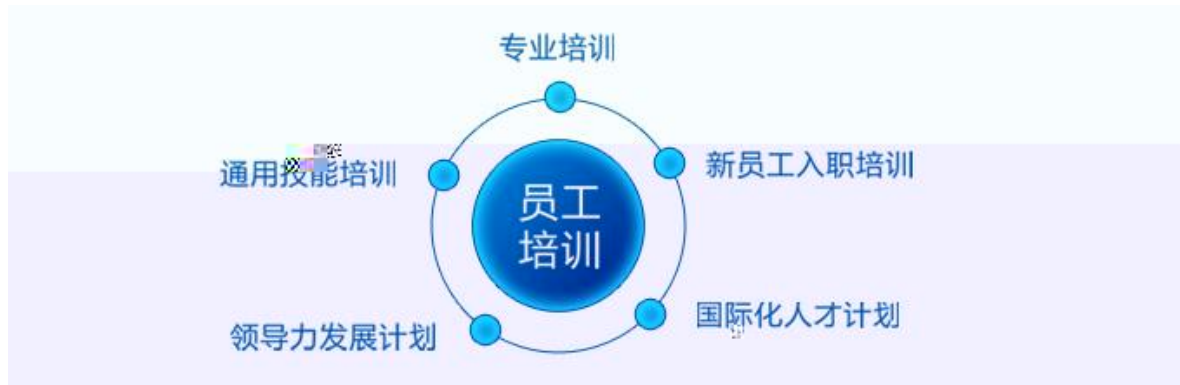 专业培训
通用技能培训
新员工入职培训
员工
培训
国际化人才计划
领导力发展计划